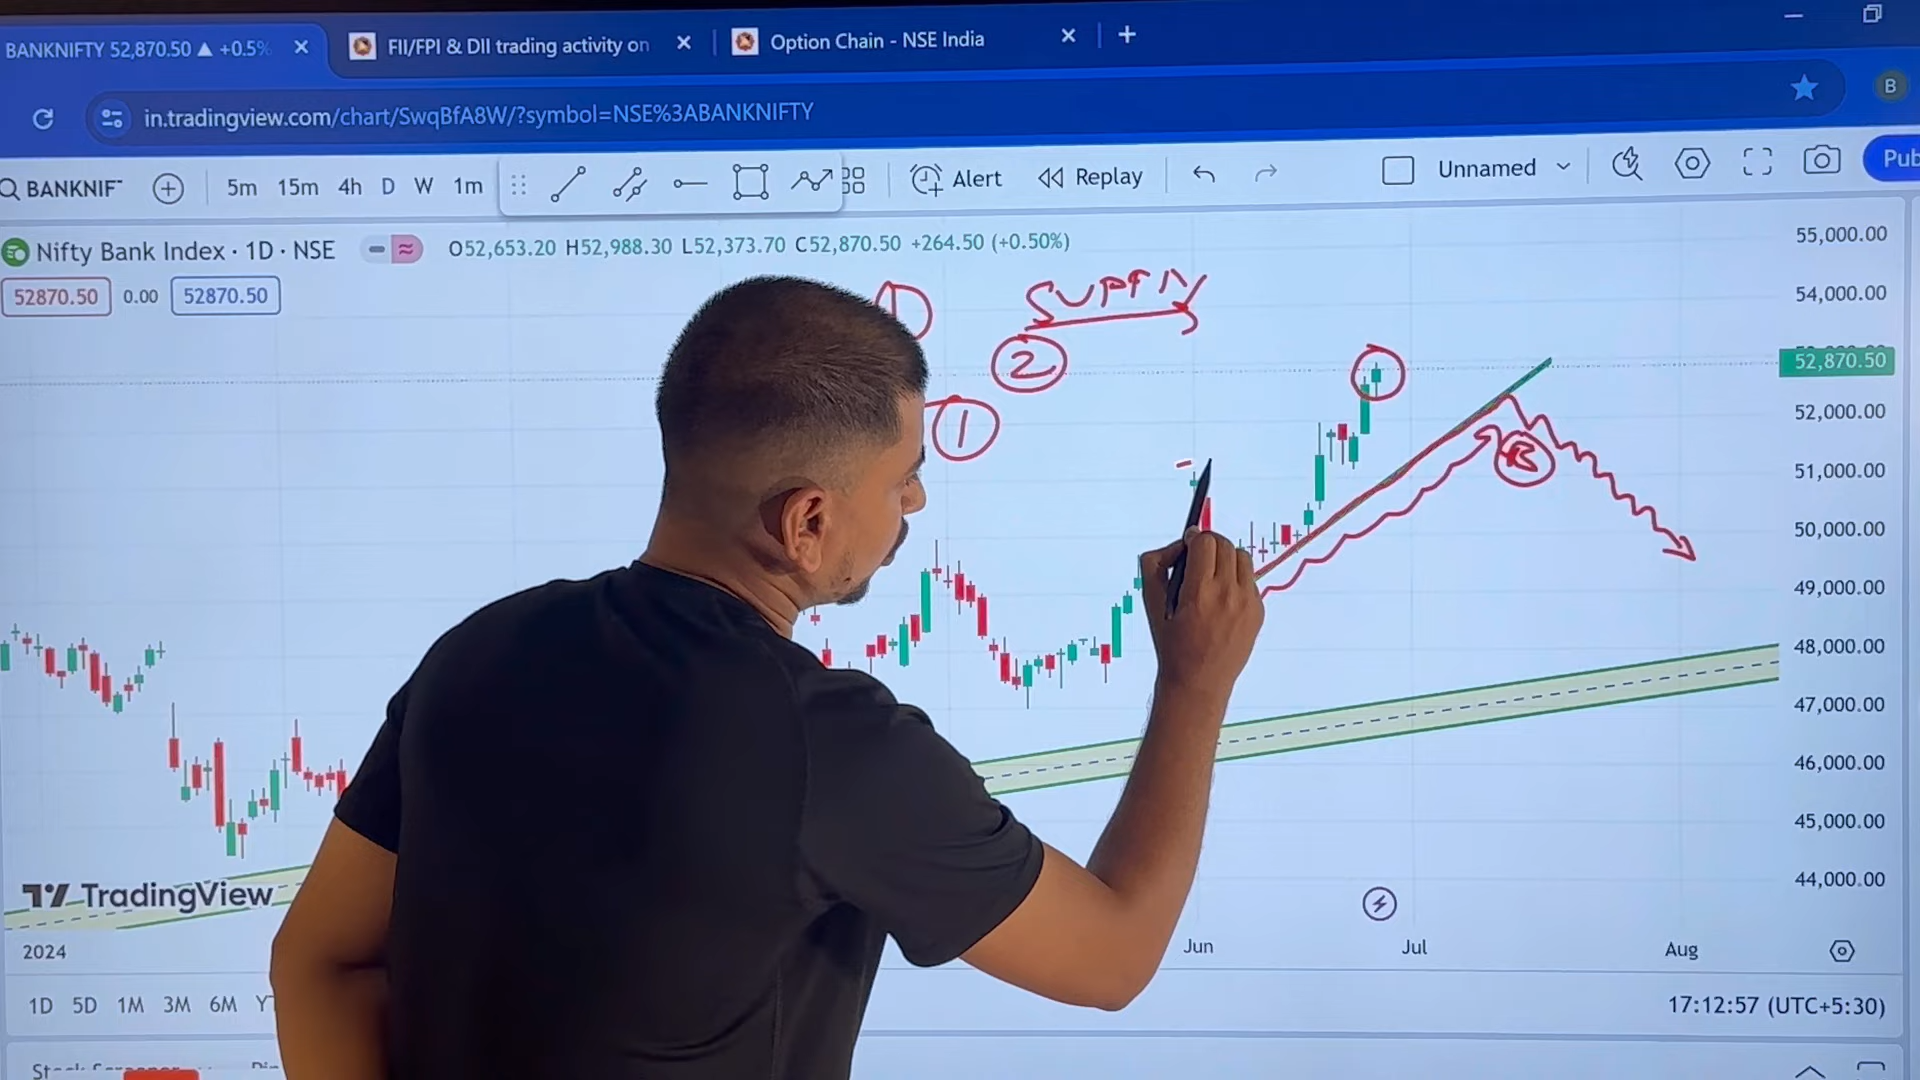 BANKNIFTY 52,870.50 ▲ +0.5%
FII/FPI & DII trading activity on
Option Chain - NSE India
in.tradingview.com/chart/SwqBfA8W/?symbol=NSE%3ABANKNIFTY
B
BANKNIF
5m 15m 4h D W 1m
Alert
Replay
Unnamed
Pub
Nifty Bank Index · 1D · NSE
O52,653.20 H52,988.30 L52,373.70 C52,870.50 +264.50 (+0.50%)
52870.50 0.00 52870.50
SUPPLY
1
2
1
B
55,000.00
54,000.00
52,870.50
52,000.00
51,000.00
50,000.00
49,000.00
48,000.00
47,000.00
46,000.00
45,000.00
44,000.00
TradingView
2024
Jun
Jul
Aug
1D 5D 1M 3M 6M
17:12:57 (UTC+5:30)